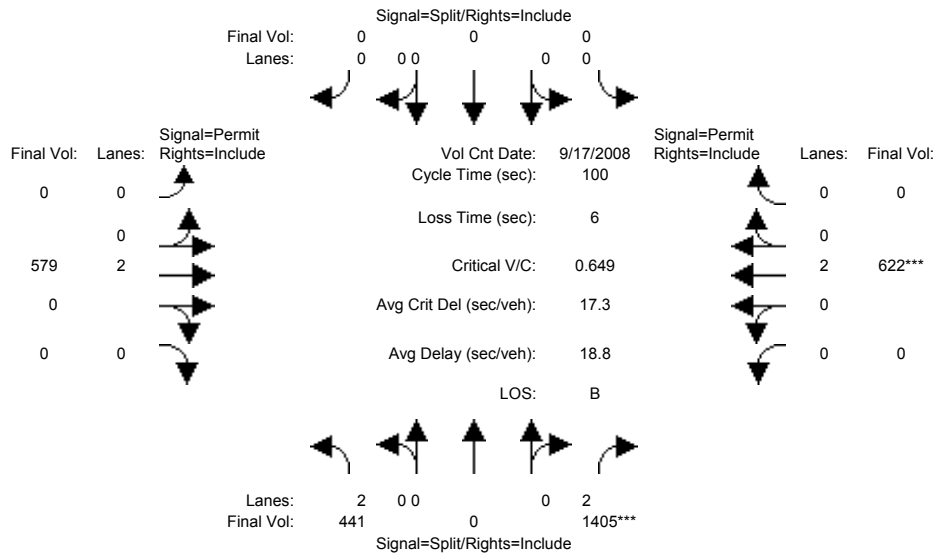 Signal=Split/Rights=Include
Final Vol: 0 0 0
Lanes: 0 0 0 0 0
Signal=Permit Signal=Permit
Final Vol: Lanes: Rights=Include Vol Cnt Date: 9/17/2008 Rights=Include Lanes: Final Vol:
Cycle Time (sec): 100
0 0 0 0
Loss Time (sec): 6
0 0
579 2 Critical V/C: 0.649 2 622***
0 Avg Crit Del (sec/veh): 17.3 0
0 0 Avg Delay (sec/veh): 18.8 0 0
LOS: B
Lanes: 2 0 0 0 2
Final Vol: 441 0 1405***
Signal=Split/Rights=Include